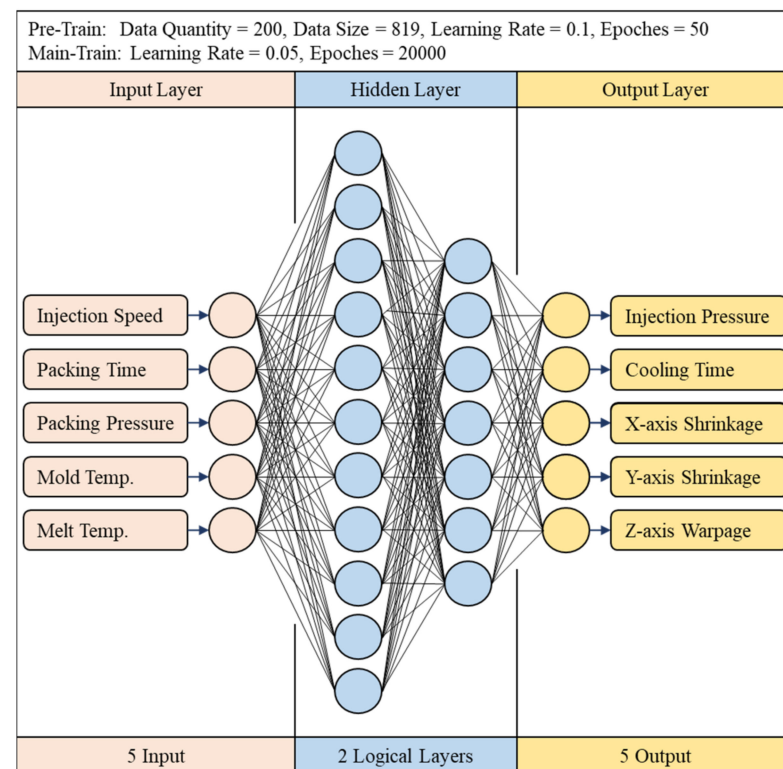 Pre-Train: Data Quantity = 200, Data Size = 819, Learning Rate = 0.1, Epoches = 50
Main-Train: Learning Rate = 0.05, Epoches = 20000
Input Layer
Hidden Layer
Output Layer
Injection Speed
Packing Time
Packing Pressure
Mold Temp.
Melt Temp.
Injection Pressure
Cooling Time
X-axis Shrinkage
Y-axis Shrinkage
Z-axis Warpage
5 Input
2 Logical Layers
5 Output